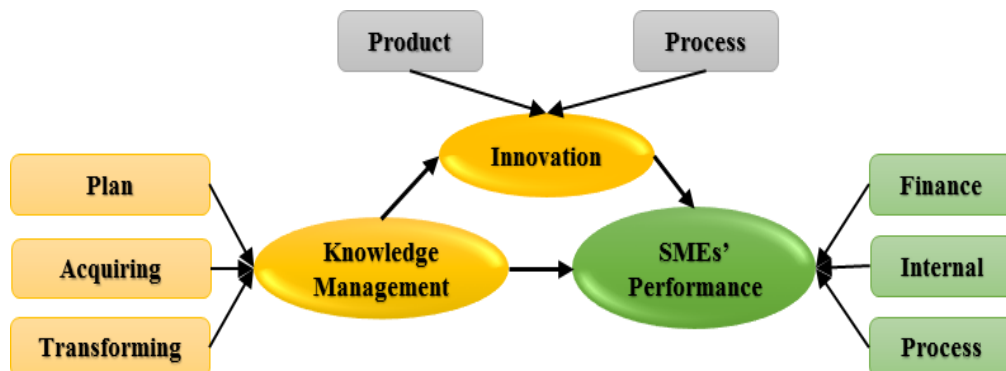 Product
Process
Innovation
Plan
Finance
Knowledge
Management
SMEs'
Performance
Acquiring
Internal
Transforming
Process